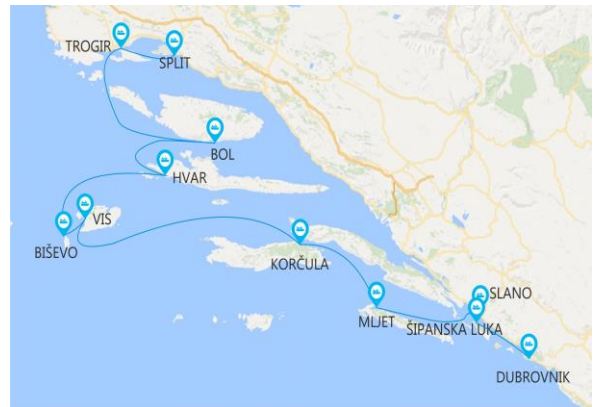 TROGIR
SPLIT
BOL
HVAR
VIS
BIŠEVO
KORČULA
SLANO
MLJET
ŠIPANSKA LUKA
DUBROVNIK